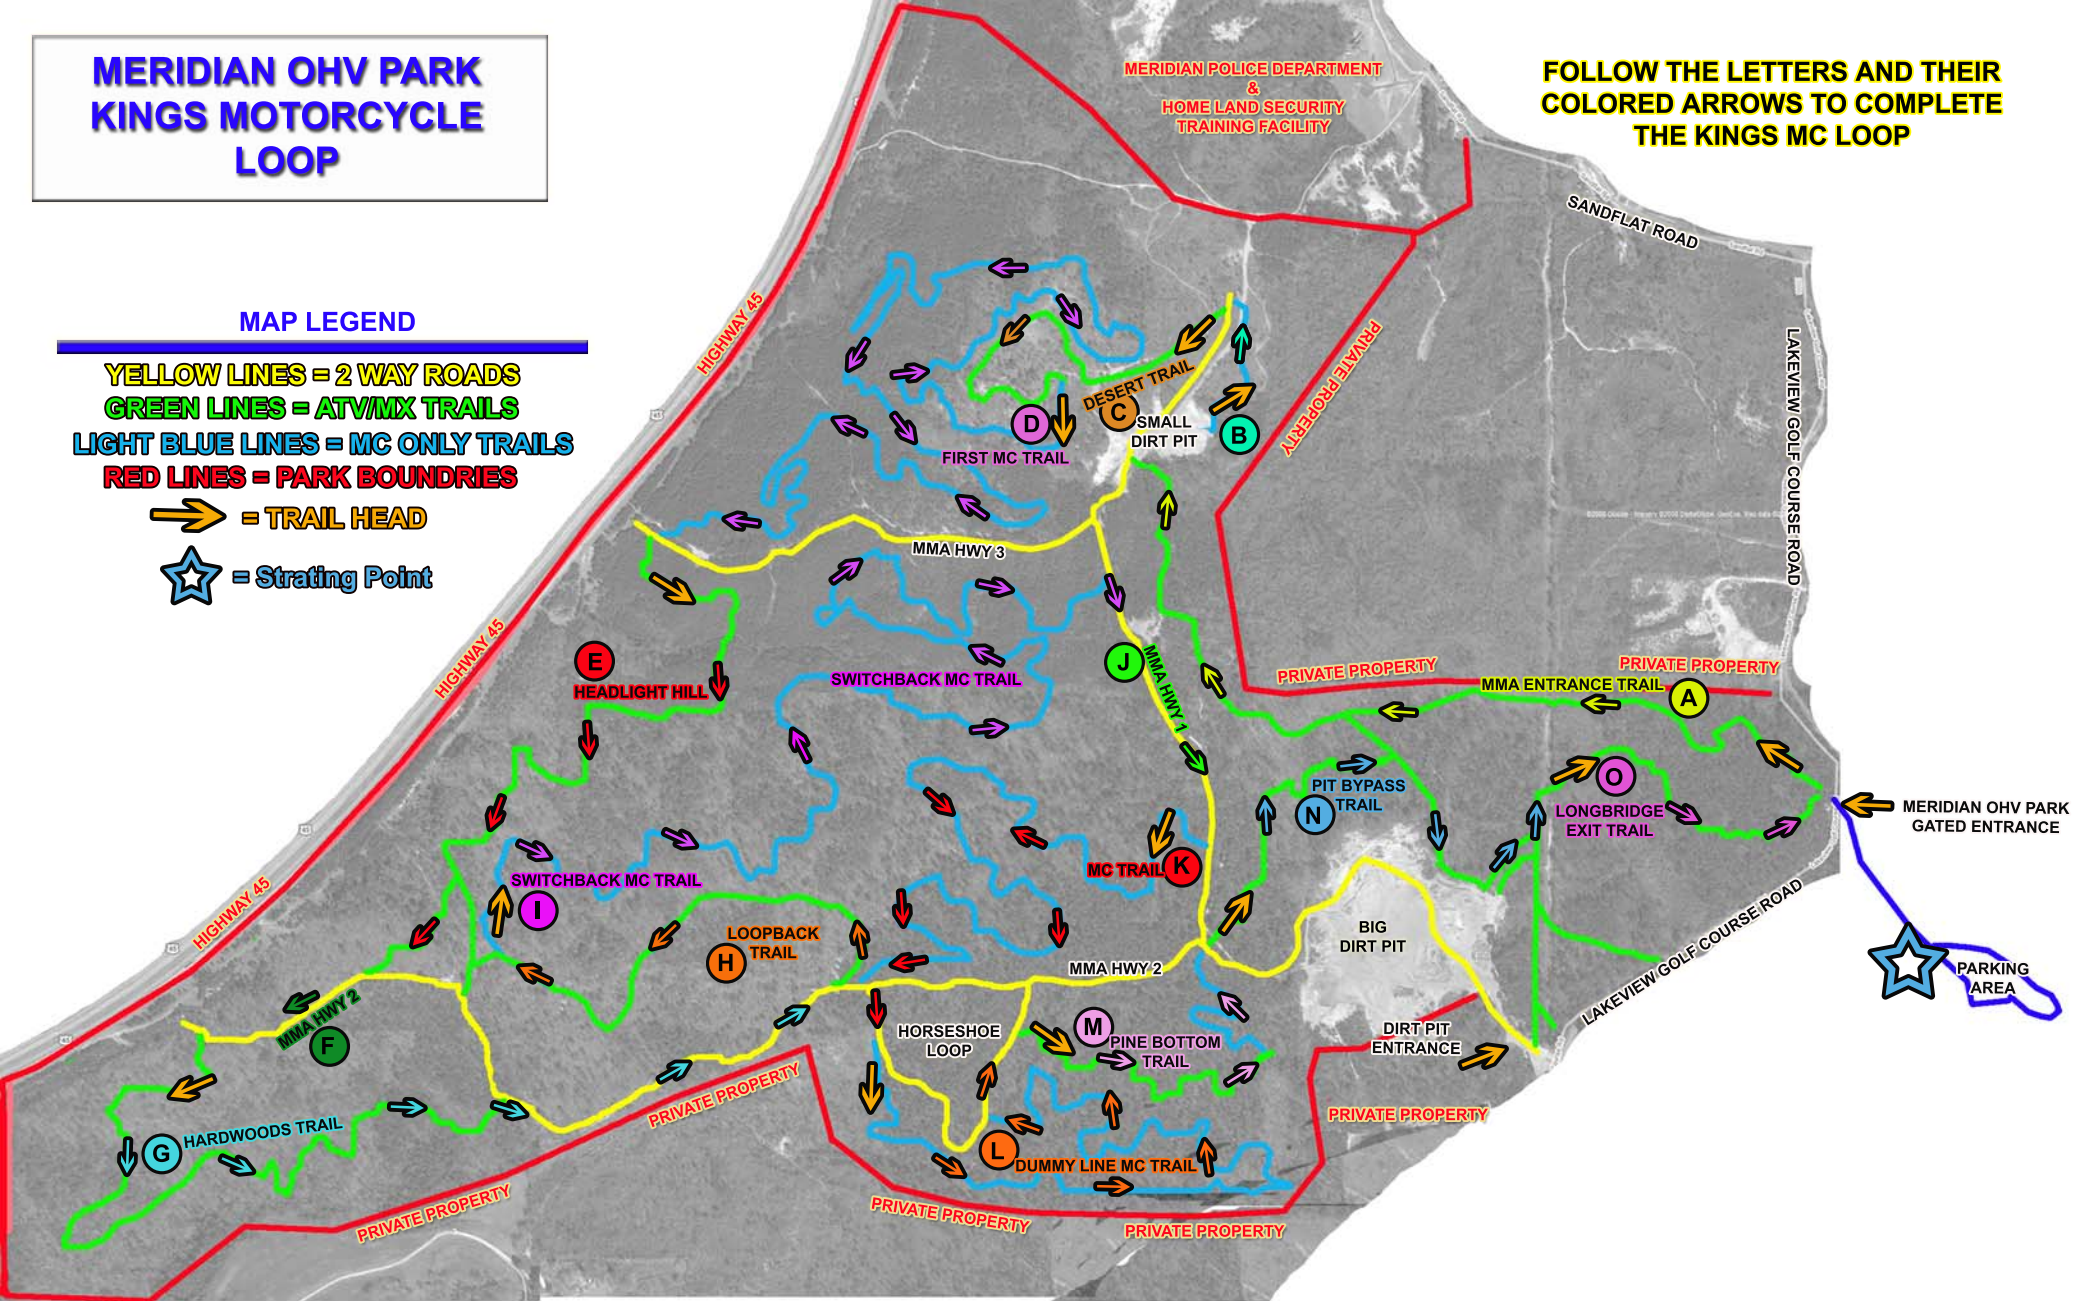 MERIDIAN OHV PARK
KINGS MOTORCYCLE
LOOP
FOLLOW THE LETTERS AND THEIR
COLORED ARROWS TO COMPLETE
THE KINGS MC LOOP
MERIDIAN POLICE DEPARTMENT
&
HOME LAND SECURITY
TRAINING FACILITY
MAP LEGEND
YELLOW LINES = 2 WAY ROADS
GREEN LINES = ATV/MX TRAILS
LIGHT BLUE LINES = MC ONLY TRAILS
RED LINES = PARK BOUNDRIES
= TRAIL HEAD
= Strating Point
SANDFLAT ROAD
HIGHWAY 45
PRIVATE PROPERTY
LAKEVIEW GOLF COURSE ROAD
DESERT TRAIL
C
D
B
SMALL
DIRT PIT
FIRST MC TRAIL
MMA HWY 3
HIGHWAY 45
E
HEADLIGHT HILL
SWITCHBACK MC TRAIL
J
MMA HWY 1
PRIVATE PROPERTY
PRIVATE PROPERTY
MMA ENTRANCE TRAIL
A
O
LONGBRIDGE
EXIT TRAIL
PIT BYPASS
TRAIL
N
MERIDIAN OHV PARK
GATED ENTRANCE
MC TRAIL
K
SWITCHBACK MC TRAIL
I
HIGHWAY 45
LOOPBACK
TRAIL
H
BIG
DIRT PIT
LAKEVIEW GOLF COURSE ROAD
PARKING
AREA
MMA HWY 2
MMA HWY 2
F
HORSESHOE
LOOP
M
PINE BOTTOM
TRAIL
DIRT PIT
ENTRANCE
PRIVATE PROPERTY
PRIVATE PROPERTY
HARDWOODS TRAIL
G
L
DUMMY LINE MC TRAIL
PRIVATE PROPERTY
PRIVATE PROPERTY
PRIVATE PROPERTY